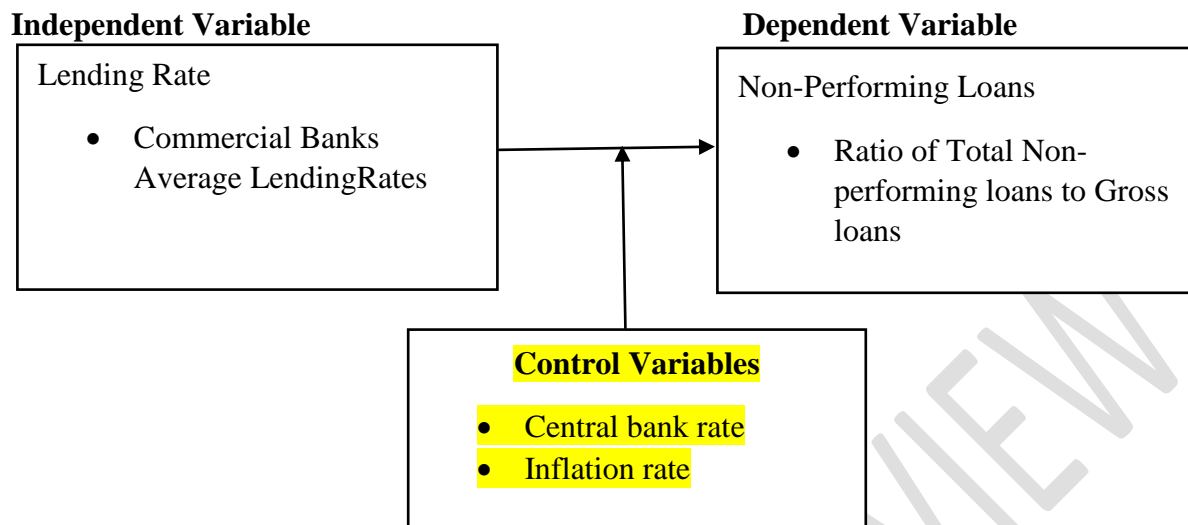 Independent Variable
Dependent Variable
Lending Rate
• Commercial Banks
Average LendingRates
Non-Performing Loans
• Ratio of Total Non-
performing loans to Gross
loans
Control Variables
• Central bank rate
• Inflation rate
VIEW